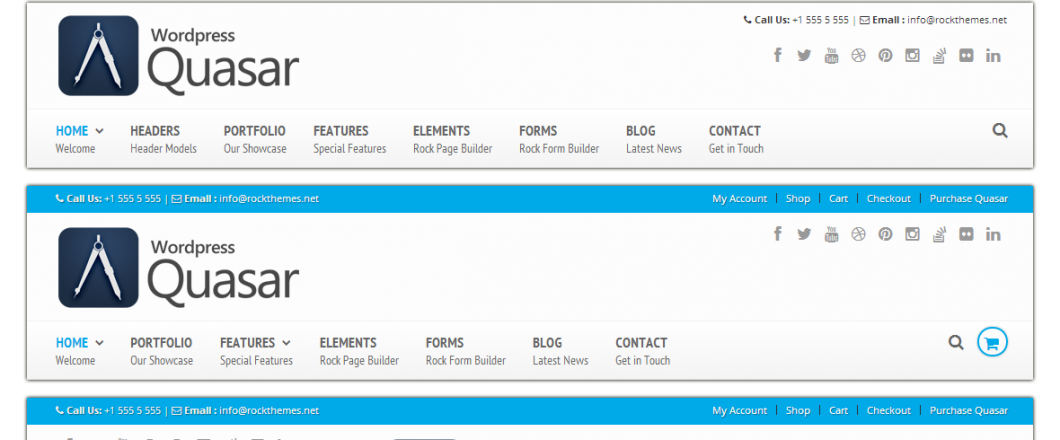 Call Us: +1 555 5 555 | Email : info@rockthemes.net
Wordpress
Quasar
HOME HEADERS PORTFOLIO FEATURES ELEMENTS FORMS BLOG CONTACT
Welcome Header Models Our Showcase Special Features Rock Page Builder Rock Form Builder Latest News Get in Touch
Call Us: +1 555 5 555 | Email : info@rockthemes.net My Account | Shop | Cart | Checkout | Purchase Quasar
Wordpress
Quasar
HOME PORTFOLIO FEATURES ELEMENTS FORMS BLOG CONTACT
Welcome Our Showcase Special Features Rock Page Builder Rock Form Builder Latest News Get in Touch
Call Us: +1 555 5 555 | Email : info@rockthemes.net My Account | Shop | Cart | Checkout | Purchase Quasar